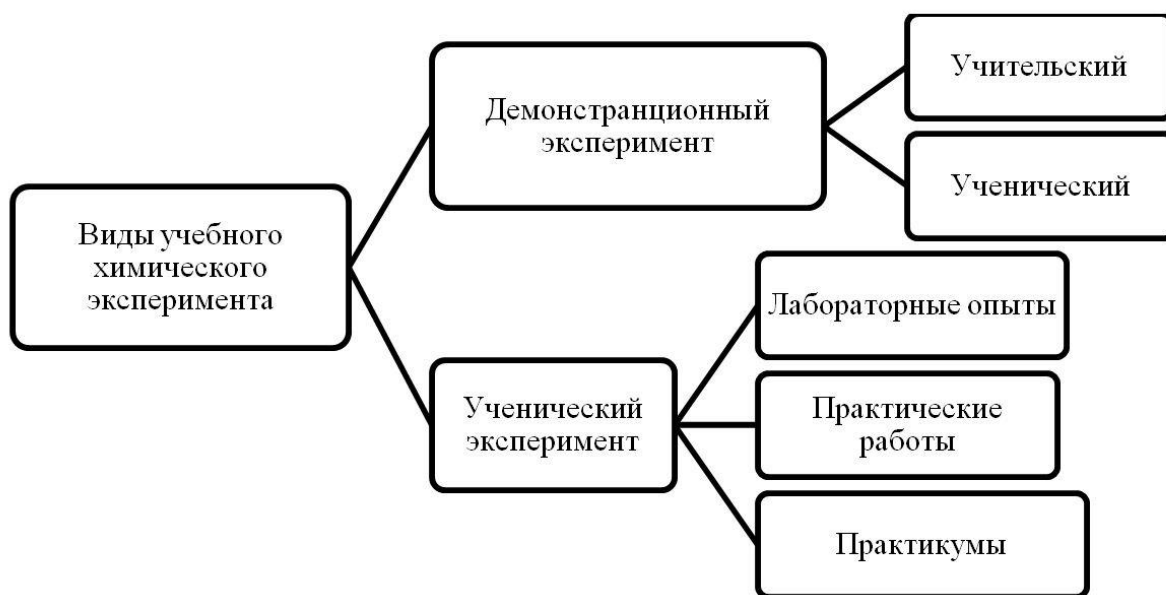 Виды учебного
химического
эксперимента
Демонстранционный
эксперимент
Учительский
Ученический
Ученический
эксперимент
Лабораторные опыты
Практические
работы
Практикумы